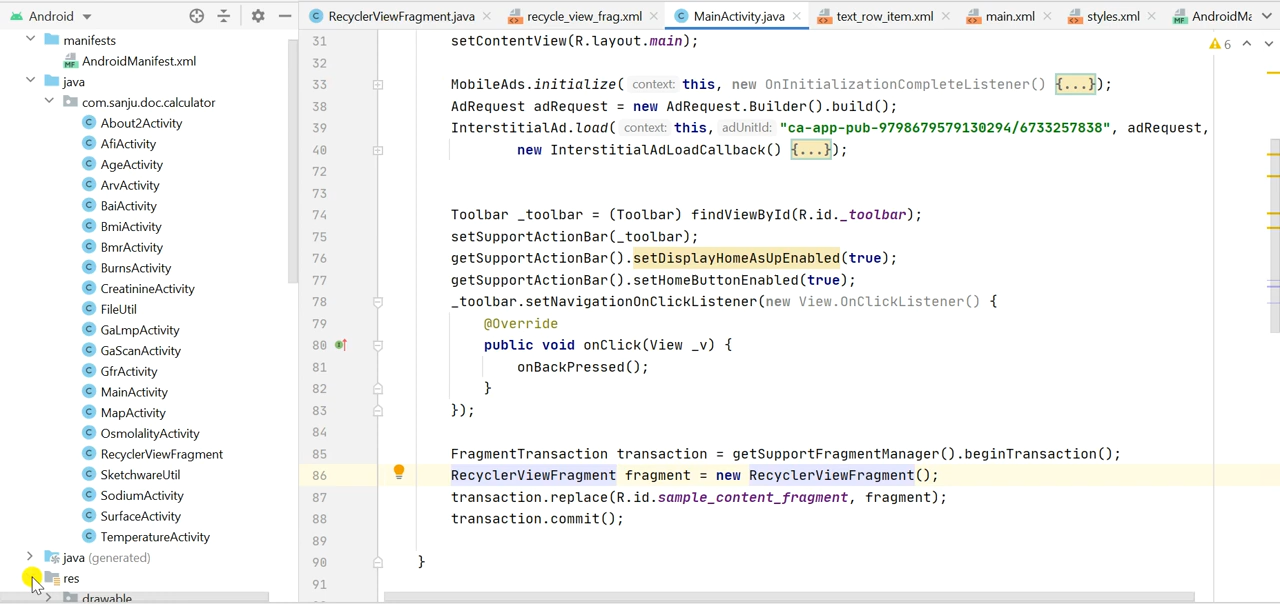 Android
RecyclerViewFragment.java
recycle_view_frag.xml
MainActivity.java
text_row_item.xml
main.xml
styles.xml
AndroidMa
manifests
AndroidManifest.xml
java
com.sanju.doc.calculator
About2Activity
AfiActivity
AgeActivity
ArvActivity
BaiActivity
BmiActivity
BmrActivity
BurnsActivity
CreatinineActivity
FileUtil
GaLmpActivity
GaScanActivity
GfrActivity
MainActivity
MapActivity
OsmolalityActivity
RecyclerViewFragment
SketchwareUtil
SodiumActivity
SurfaceActivity
TemperatureActivity
java (generated)
res
drawable
6
31 setContentView(R.layout.main);
32
33 MobileAds.initialize( context: this, new OnInitializationCompleteListener() {...});
38 AdRequest adRequest = new AdRequest.Builder().build();
39 InterstitialAd.load( context: this, adUnitId: "ca-app-pub-9798679579130294/6733257838", adRequest,
40 new InterstitialAdLoadCallback() {...});
72
73
74 Toolbar _toolbar = (Toolbar) findViewById(R.id._toolbar);
75 setSupportActionBar(_toolbar);
76 getSupportActionBar().setDisplayHomeAsUpEnabled(true);
77 getSupportActionBar().setHomeButtonEnabled(true);
78 _toolbar.setNavigationOnClickListener(new View.OnClickListener() {
79 @Override
80 public void onClick(View _v) {
81 onBackPressed();
82 }
83 });
84
85 FragmentTransaction transaction = getSupportFragmentManager().beginTransaction();
86 RecyclerViewFragment fragment = new RecyclerViewFragment();
87 transaction.replace(R.id.sample_content_fragment, fragment);
88 transaction.commit();
89
90 }
91